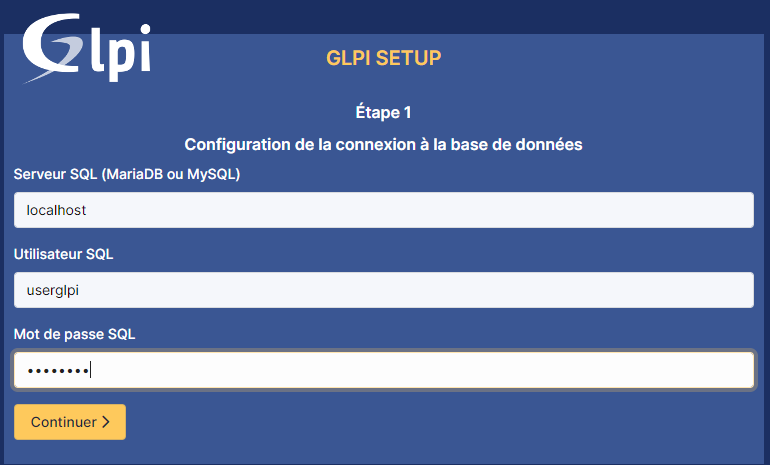 Glpi
GLPI SETUP
Étape 1
Configuration de la connexion à la base de données
Serveur SQL (MariaDB ou MySQL)
localhost
Utilisateur SQL
userglpi
Mot de passe SQL
••••••••
Continuer >